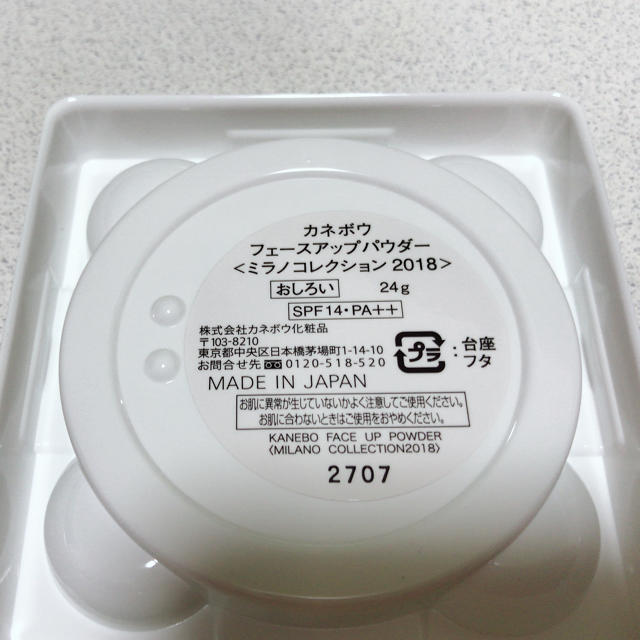 カネボウ
フェースアップパウダー
<ミラノコレクション 2018>
おしろい 24g
SPF14・PA++
株式会社カネボウ化粧品
〒103-8210
東京都中央区日本橋茅場町1-14-10
お問合せ先 0120-518-520
プラ : 台座 フタ
MADE IN JAPAN
お肌に異常が生じていないかよく注意してご使用ください。
お肌に合わないときはご使用をおやめください。
KANEBO FACE UP POWDER
〈MILANO COLLECTION2018〉
2707